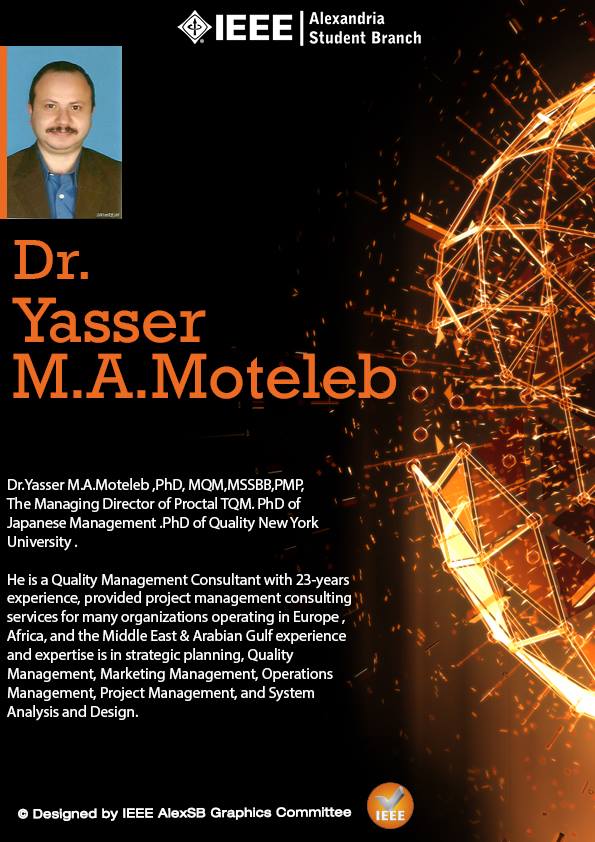 IEEE
Alexandria
Student Branch
Dr.
Yasser
M.A.Moteleb
Dr.Yasser M.A.Moteleb ,PhD, MQM,MSSBB,PMP,
The Managing Director of Proctal TQM. PhD of
Japanese Management .PhD of Quality New York
University .
He is a Quality Management Consultant with 23-years
experience, provided project management consulting
services for many organizations operating in Europe ,
Africa, and the Middle East & Arabian Gulf experience
and expertise is in strategic planning, Quality
Management, Marketing Management, Operations
Management, Project Management, and System
Analysis and Design.
© Designed by IEEE AlexSB Graphics Committee
IEEE